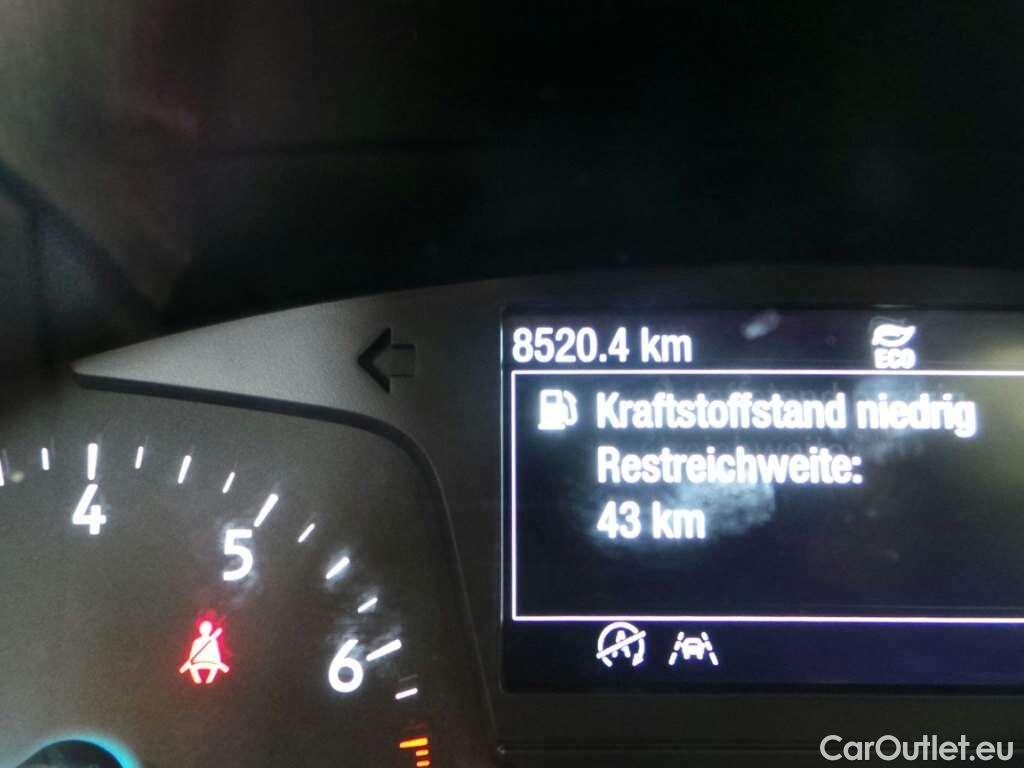 8520.4 km
ECO
Kraftstoffstand niedrig
Restreichweite:
43 km
4
5
6
A
CarOutlet.eu